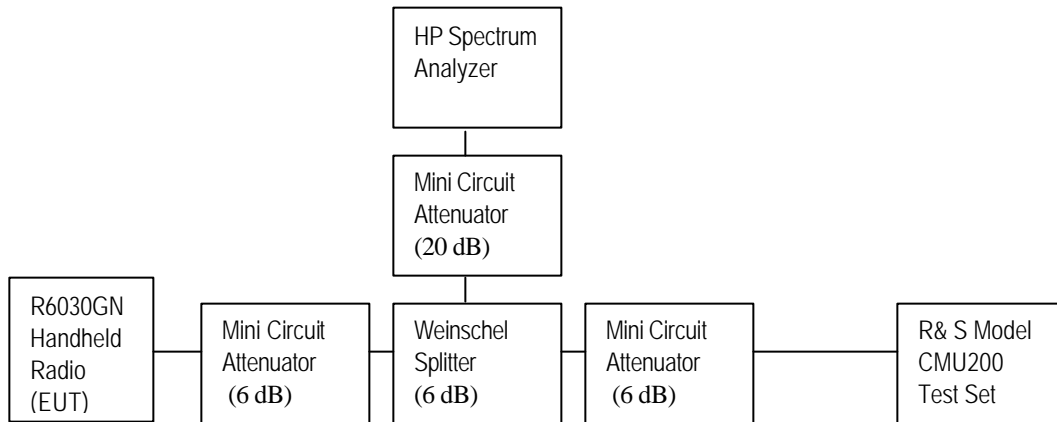 HP Spectrum
Analyzer
Mini Circuit
Attenuator
(20 dB)
R6030GN
Handheld
Radio
(EUT)
Mini Circuit
Attenuator
(6 dB)
Weinschel
Splitter
(6 dB)
Mini Circuit
Attenuator
(6 dB)
R& S Model
CMU200
Test Set